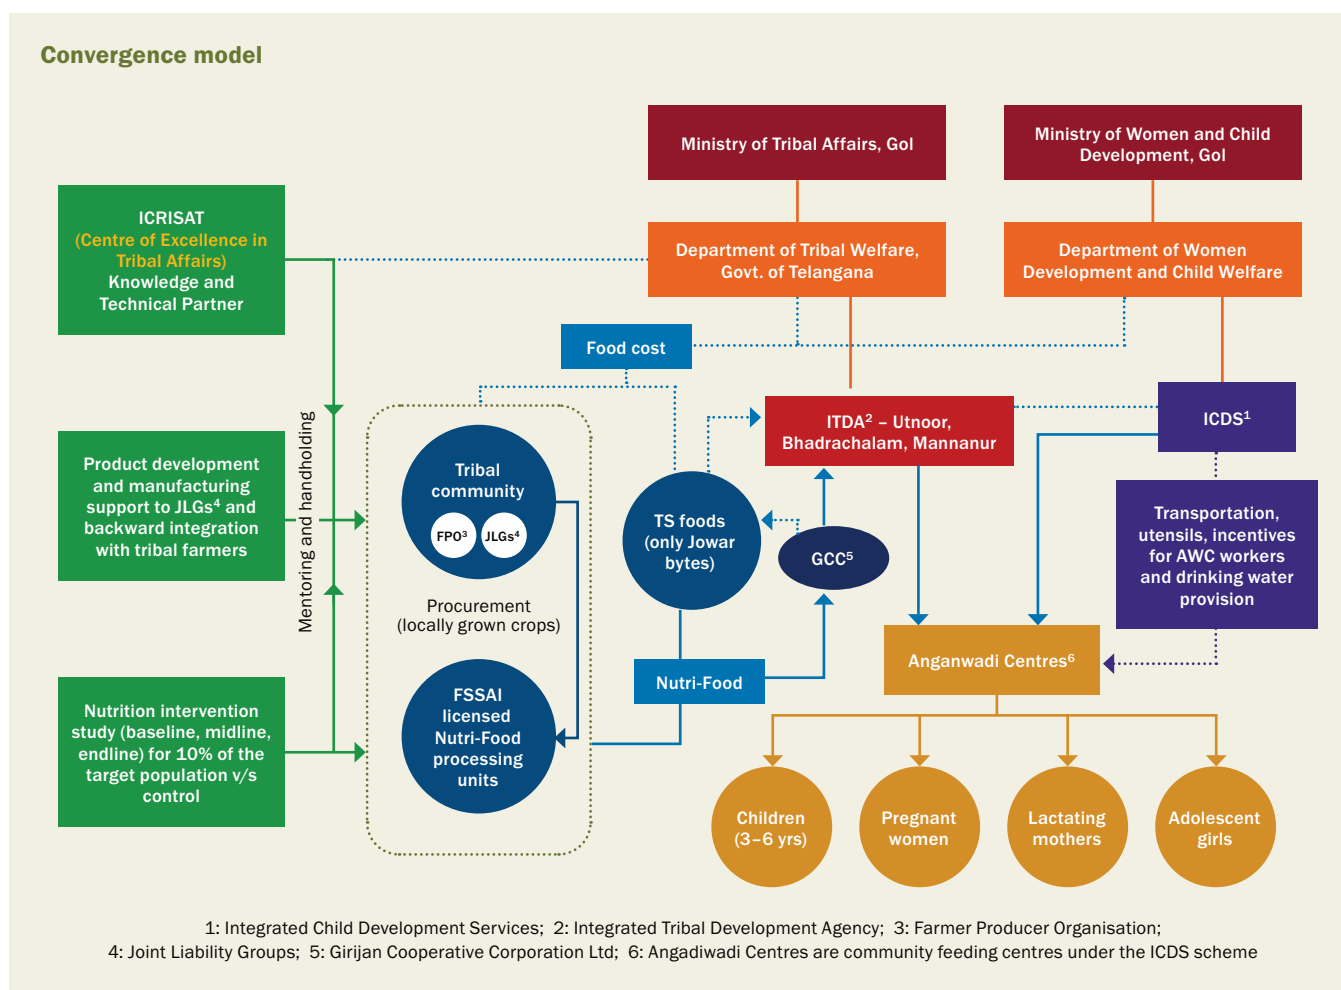 Convergence model
Ministry of Tribal Affairs, GoI
Ministry of Women and Child
Development, GoI
ICRISAT
(Centre of Excellence in
Tribal Affairs)
Knowledge and
Technical Partner
Department of Tribal Welfare,
Govt. of Telangana
Department of Women
Development and Child Welfare
Food cost
ITDA² – Utnoor,
Bhadrachalam, Mannanur
ICDS¹
Mentoring and handholding
Product development
and manufacturing
support to JLGs⁴ and
backward integration
with tribal farmers
Tribal
community
FPO³
JLGs⁴
TS foods
(only Jowar
bytes)
GCC⁵
Transportation,
utensils, incentives
for AWC workers
and drinking water
provision
Procurement
(locally grown crops)
Nutri-Food
Anganwadi Centres⁶
Nutrition intervention
study (baseline, midline,
endline) for 10% of the
target population v/s
control
FSSAI
licensed
Nutri-Food
processing
units
Children
(3–6 yrs)
Pregnant
women
Lactating
mothers
Adolescent
girls
1: Integrated Child Development Services; 2: Integrated Tribal Development Agency; 3: Farmer Producer Organisation;
4: Joint Liability Groups; 5: Girijan Cooperative Corporation Ltd; 6: Angadiwadi Centres are community feeding centres under the ICDS scheme